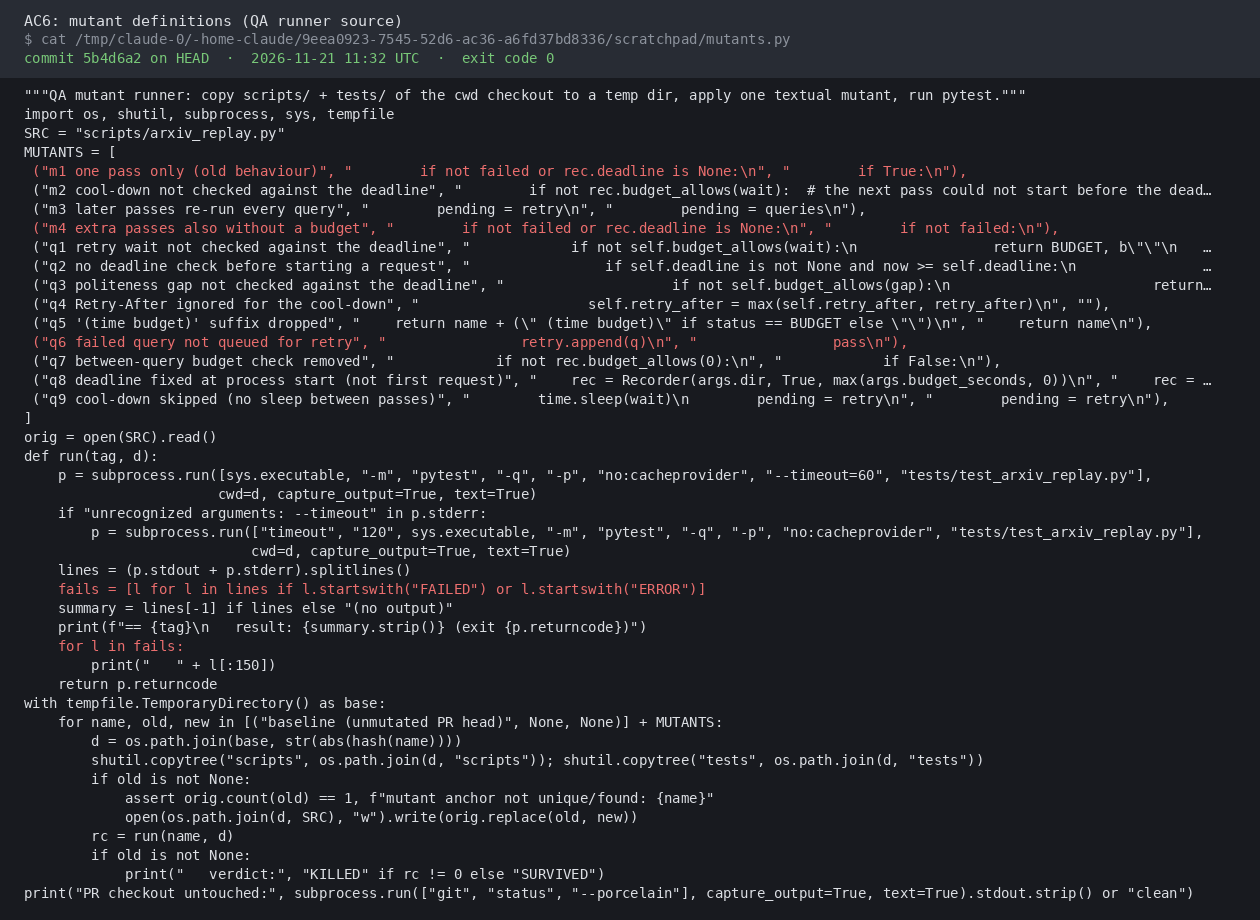 AC6: mutant definitions (QA runner source)
$ cat /tmp/claude-0/-home-claude/9eea0923-7545-52d6-ac36-a6fd37bd8336/scratchpad/mutants.py
commit 5b4d6a2 on HEAD  ·  2026-11-21 11:32 UTC  ·  exit code 0
"""QA mutant runner: copy scripts/ + tests/ of the cwd checkout to a temp dir, apply one textual mutant, run pytest."""
import os, shutil, subprocess, sys, tempfile
SRC = "scripts/arxiv_replay.py"
MUTANTS = [
 ("m1 one pass only (old behaviour)", "        if not failed or rec.deadline is None:\n", "        if True:\n"),
 ("m2 cool-down not checked against the deadline", "        if not rec.budget_allows(wait):  # the next pass could not start before the dead…
 ("m3 later passes re-run every query", "        pending = retry\n", "        pending = queries\n"),
 ("m4 extra passes also without a budget", "        if not failed or rec.deadline is None:\n", "        if not failed:\n"),
 ("q1 retry wait not checked against the deadline", "            if not self.budget_allows(wait):\n                return BUDGET, b\"\"\n   …
 ("q2 no deadline check before starting a request", "                if self.deadline is not None and now >= self.deadline:\n               …
 ("q3 politeness gap not checked against the deadline", "                    if not self.budget_allows(gap):\n                        return…
 ("q4 Retry-After ignored for the cool-down", "                    self.retry_after = max(self.retry_after, retry_after)\n", ""),
 ("q5 '(time budget)' suffix dropped", "    return name + (\" (time budget)\" if status == BUDGET else \"\")\n", "    return name\n"),
 ("q6 failed query not queued for retry", "                retry.append(q)\n", "                pass\n"),
 ("q7 between-query budget check removed", "            if not rec.budget_allows(0):\n", "            if False:\n"),
 ("q8 deadline fixed at process start (not first request)", "    rec = Recorder(args.dir, True, max(args.budget_seconds, 0))\n", "    rec = …
 ("q9 cool-down skipped (no sleep between passes)", "        time.sleep(wait)\n        pending = retry\n", "        pending = retry\n"),
]
orig = open(SRC).read()
def run(tag, d):
    p = subprocess.run([sys.executable, "-m", "pytest", "-q", "-p", "no:cacheprovider", "--timeout=60", "tests/test_arxiv_replay.py"],
                       cwd=d, capture_output=True, text=True)
    if "unrecognized arguments: --timeout" in p.stderr:
        p = subprocess.run(["timeout", "120", sys.executable, "-m", "pytest", "-q", "-p", "no:cacheprovider", "tests/test_arxiv_replay.py"],
                           cwd=d, capture_output=True, text=True)
    lines = (p.stdout + p.stderr).splitlines()
    fails = [l for l in lines if l.startswith("FAILED") or l.startswith("ERROR")]
    summary = lines[-1] if lines else "(no output)"
    print(f"== {tag}\n   result: {summary.strip()} (exit {p.returncode})")
    for l in fails:
        print("   " + l[:150])
    return p.returncode
with tempfile.TemporaryDirectory() as base:
    for name, old, new in [("baseline (unmutated PR head)", None, None)] + MUTANTS:
        d = os.path.join(base, str(abs(hash(name))))
        shutil.copytree("scripts", os.path.join(d, "scripts")); shutil.copytree("tests", os.path.join(d, "tests"))
        if old is not None:
            assert orig.count(old) == 1, f"mutant anchor not unique/found: {name}"
            open(os.path.join(d, SRC), "w").write(orig.replace(old, new))
        rc = run(name, d)
        if old is not None:
            print("   verdict:", "KILLED" if rc != 0 else "SURVIVED")
print("PR checkout untouched:", subprocess.run(["git", "status", "--porcelain"], capture_output=True, text=True).stdout.strip() or "clean")